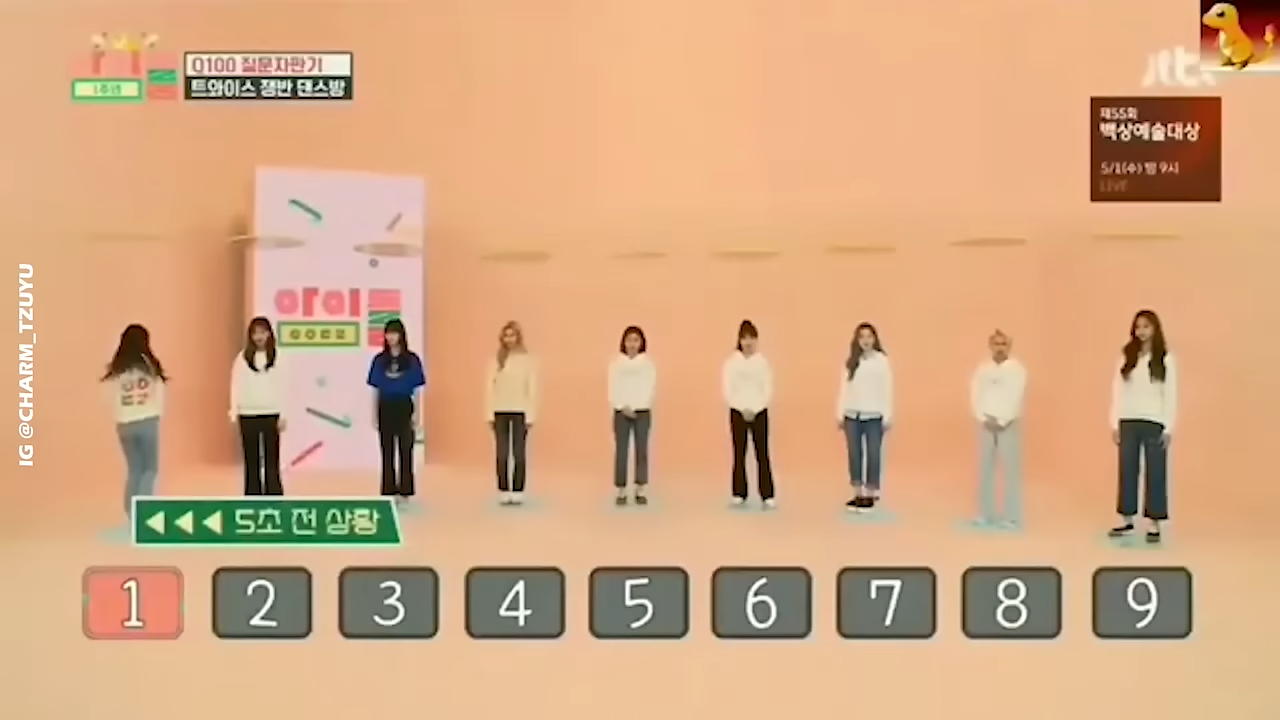 Q100 질문자판기
트와이스 쟁반 댄스방
1주년
jtbc
제55회
백상예술대상
5/1(수) 밤 9시
LIVE
IG @CHARM_TZUYU
아이돌
GOEZ
5초 전 상황
1 2 3 4 5 6 7 8 9